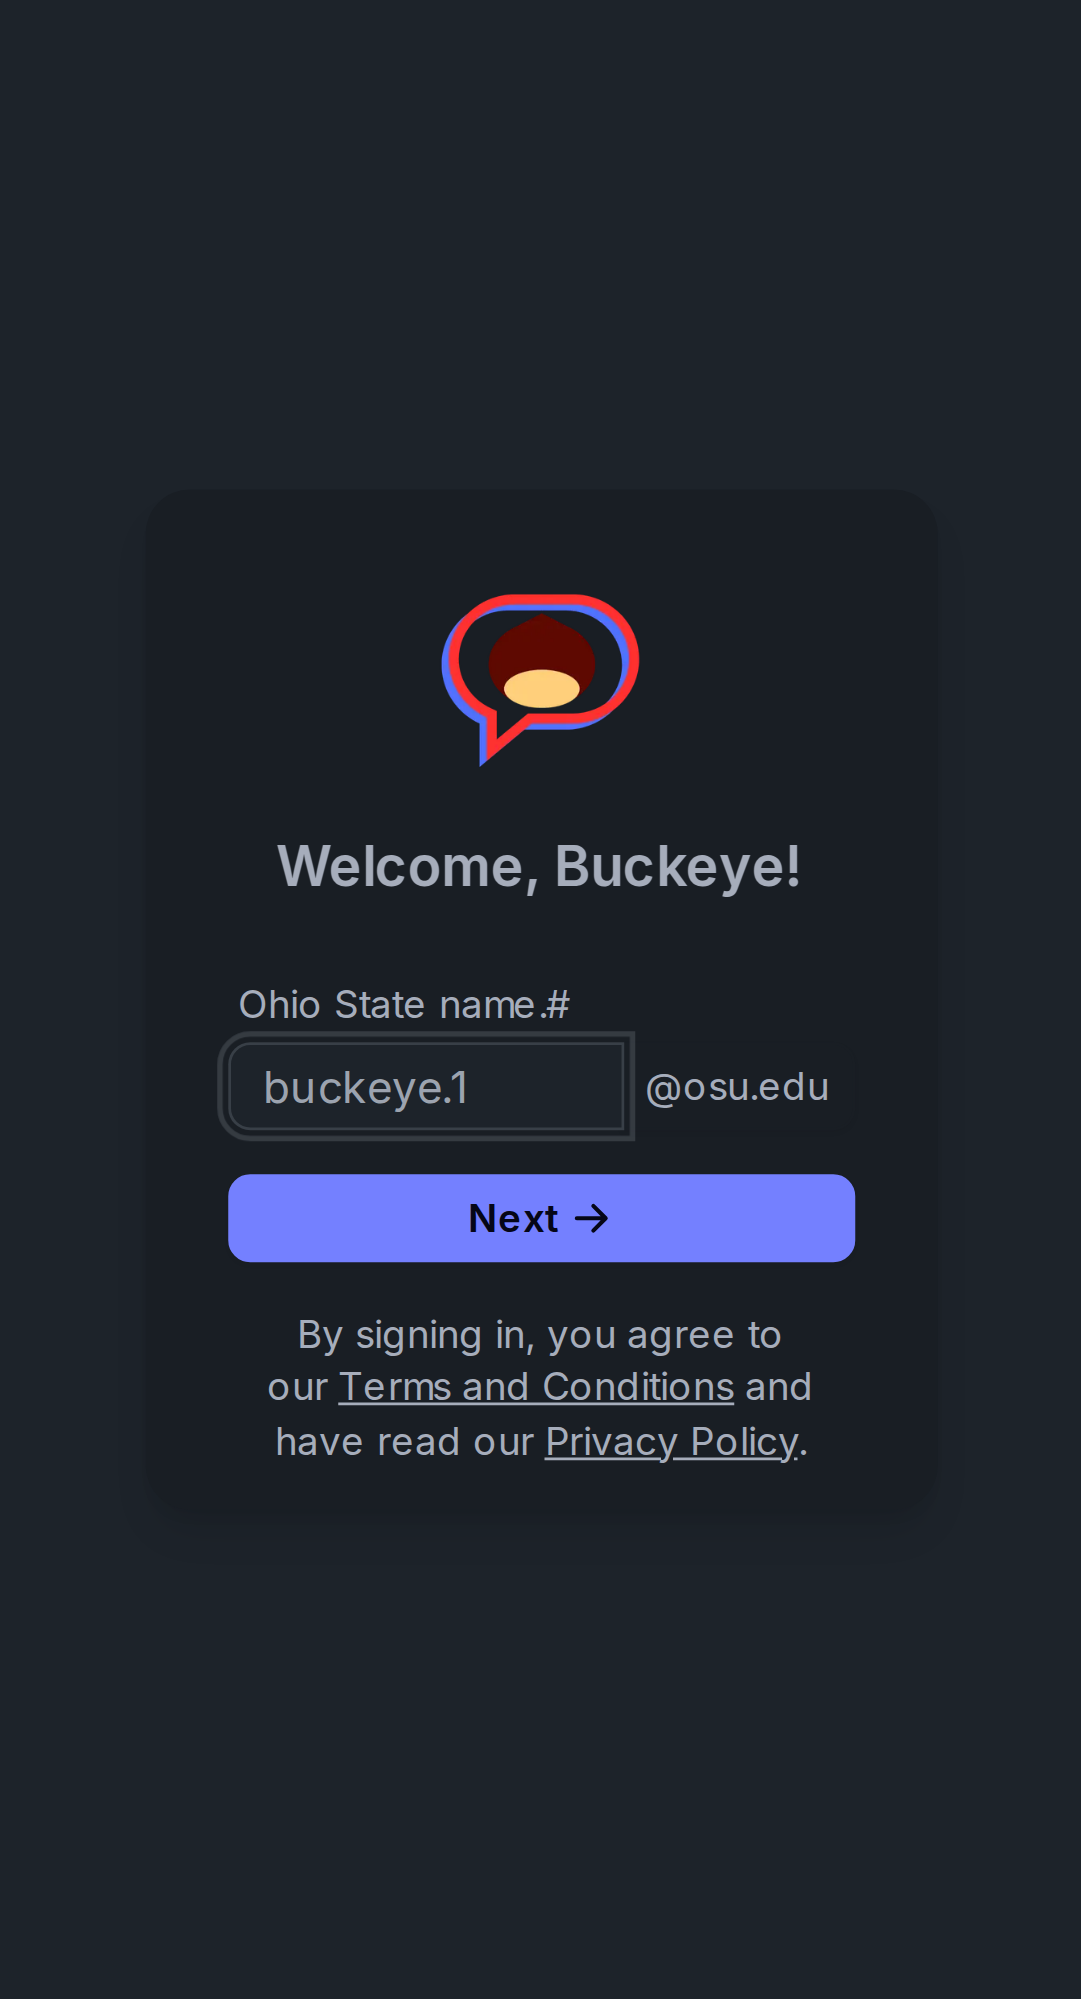 Welcome, Buckeye!
Ohio State name.#
buckeye.1 @osu.edu
Next →
By signing in, you agree to
our Terms and Conditions and
have read our Privacy Policy.